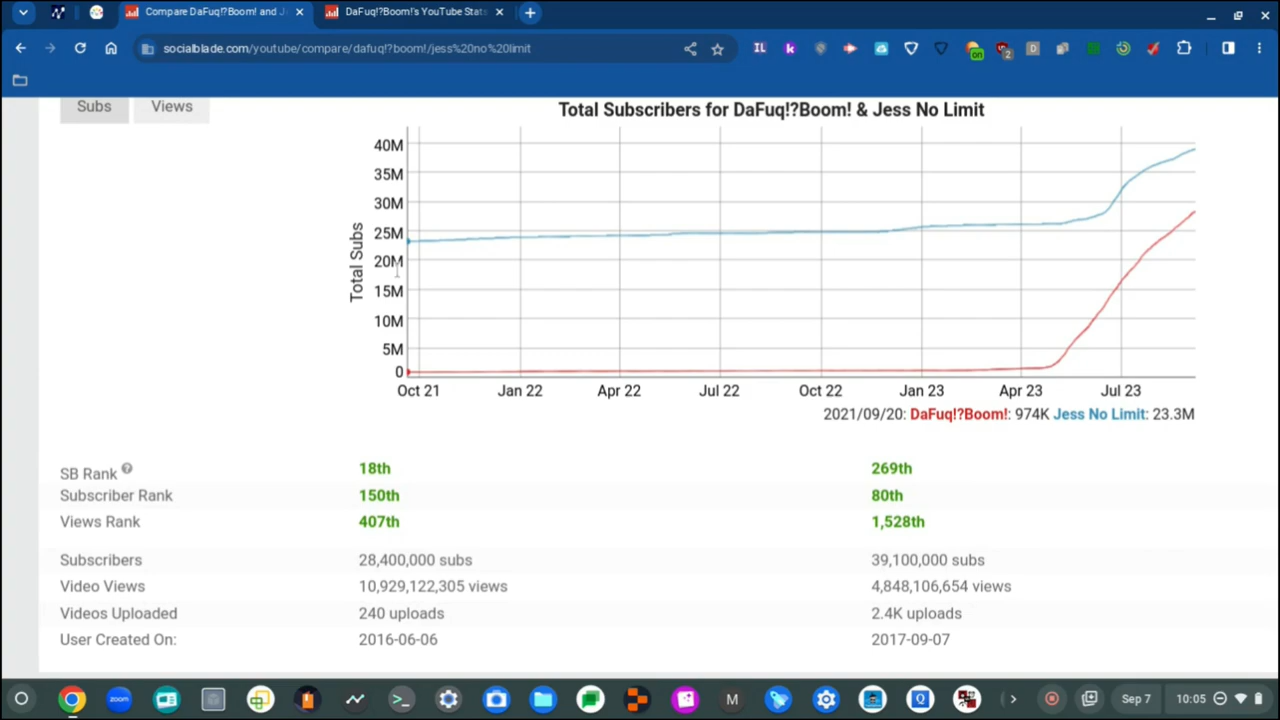 Compare DaFuq!?Boom! and J
DaFuq!?Boom!'s YouTube Stats
socialblade.com/youtube/compare/dafuq!?boom!/jess%20no%20limit
IL
k
on
2
D
Subs
Views
Total Subscribers for DaFuq!?Boom! & Jess No Limit
Total Subs
40M
35M
30M
25M
20M
15M
10M
5M
0
Oct 21 Jan 22 Apr 22 Jul 22 Oct 22 Jan 23 Apr 23 Jul 23
2021/09/20: DaFuq!?Boom!: 974K Jess No Limit: 23.3M
SB Rank ? 18th 269th
Subscriber Rank 150th 80th
Views Rank 407th 1,528th
Subscribers 28,400,000 subs 39,100,000 subs
Video Views 10,929,122,305 views 4,848,106,654 views
Videos Uploaded 240 uploads 2.4K uploads
User Created On: 2016-06-06 2017-09-07
zoom
M
Q
Sep 7 10:05